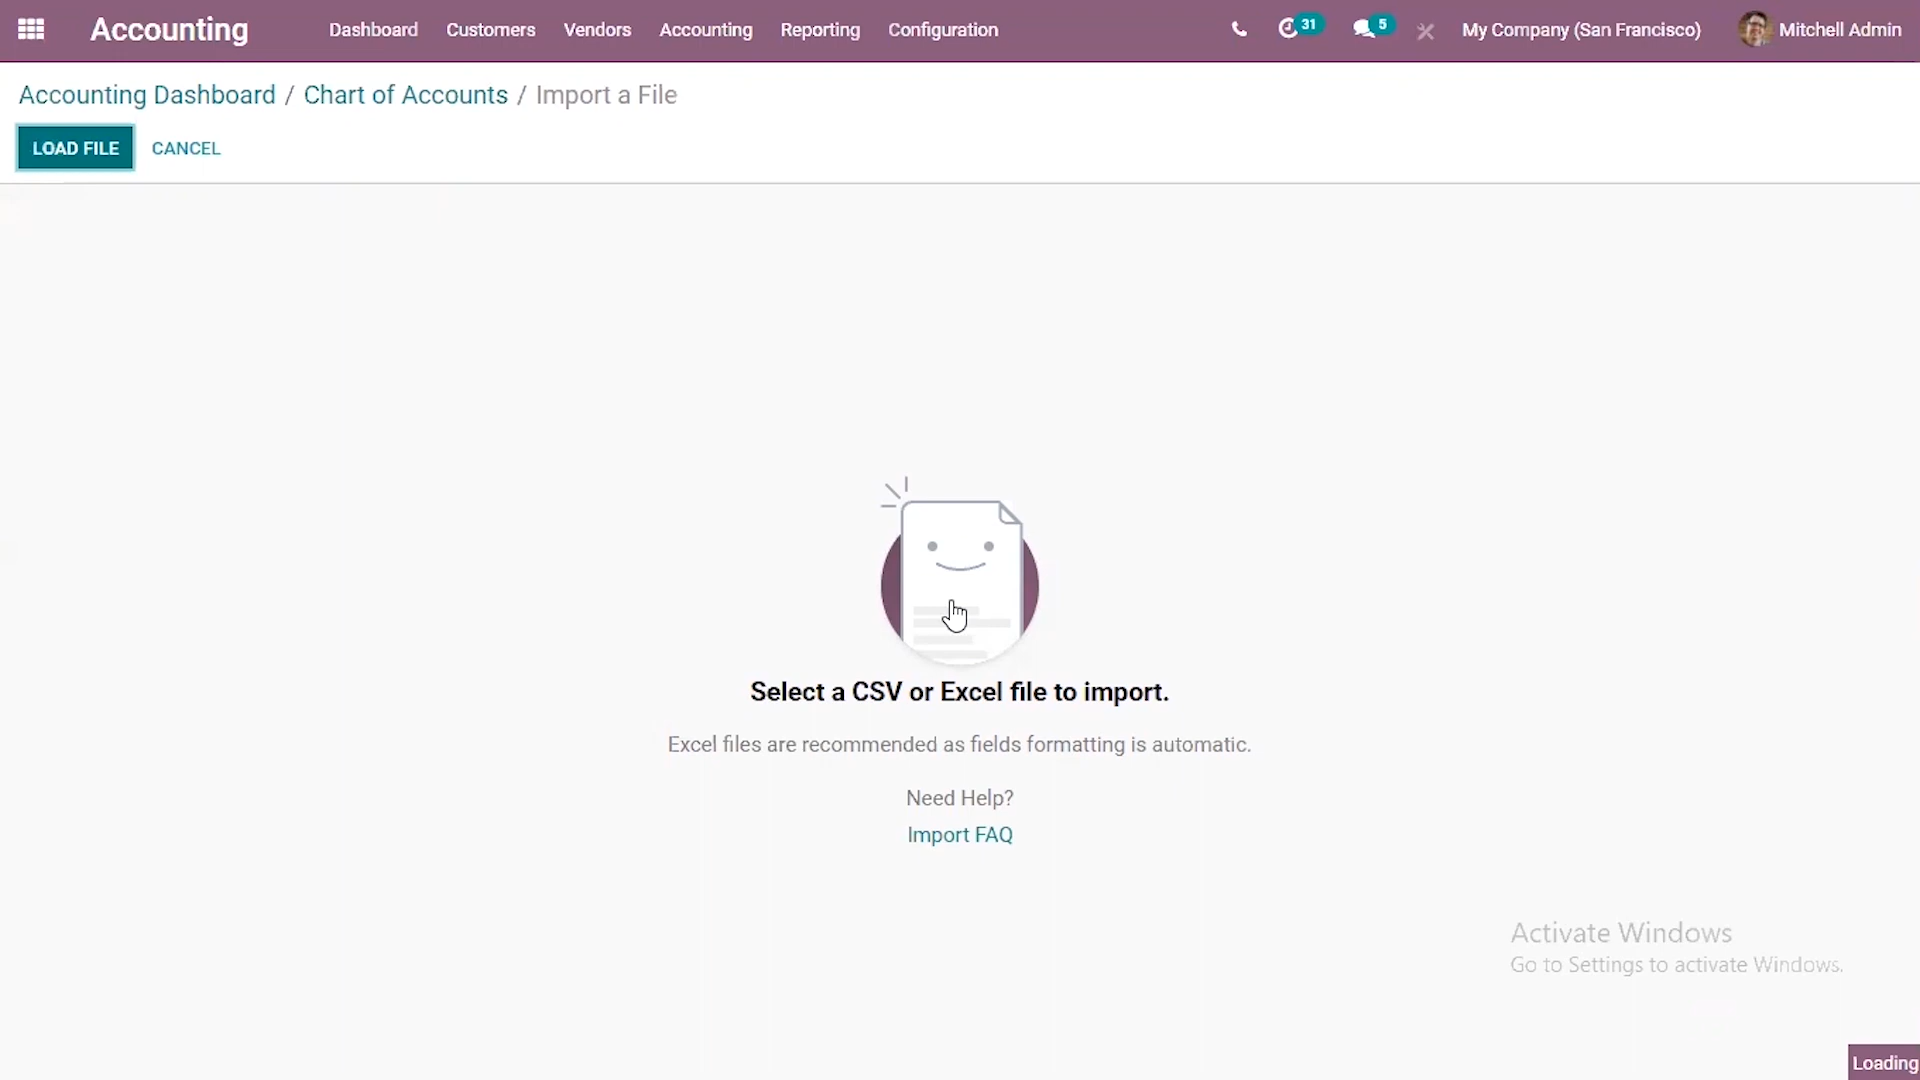 Accounting Dashboard Customers Vendors Accounting Reporting Configuration 31 5 My Company (San Francisco) Mitchell Admin
Accounting Dashboard / Chart of Accounts / Import a File
LOAD FILE CANCEL
Select a CSV or Excel file to import.
Excel files are recommended as fields formatting is automatic.
Need Help?
Import FAQ
Activate Windows
Go to Settings to activate Windows.
Loading